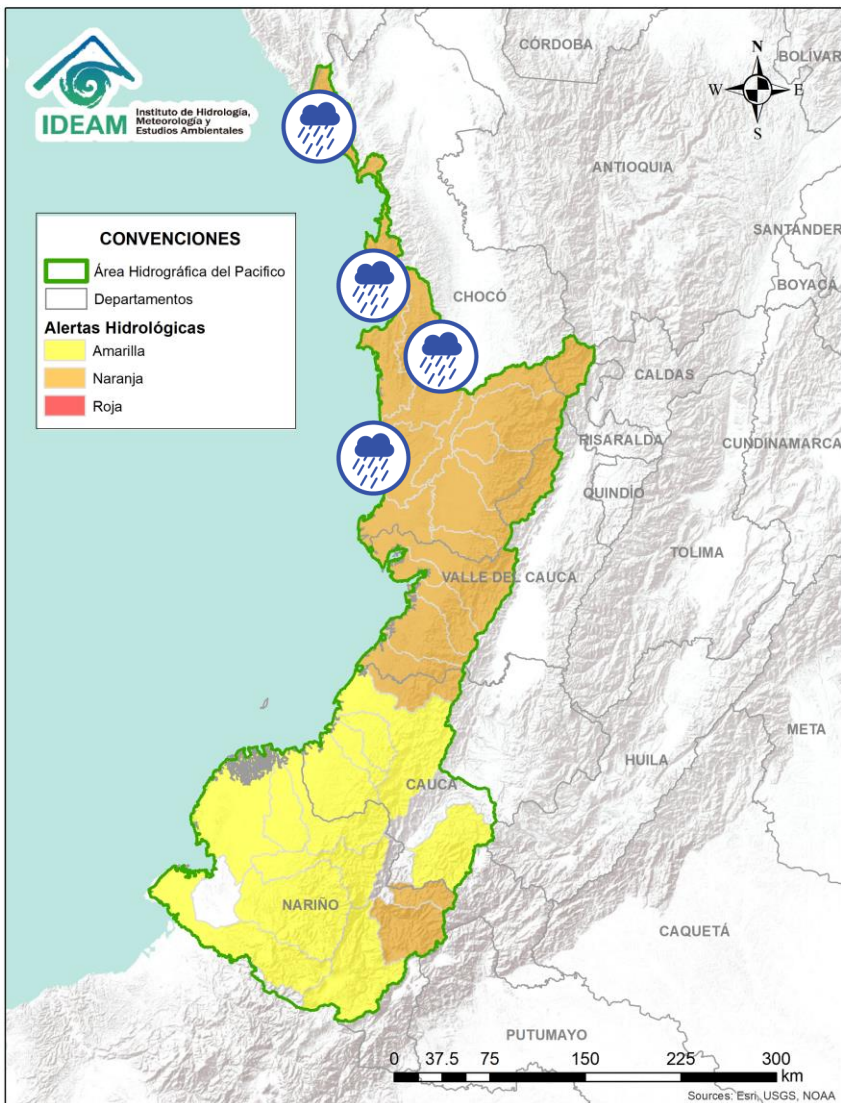 CÓRDOBA
BOLÍVAR
N
W
E
S
IDEAM
Instituto de Hidrología,
Meteorología y
Estudios Ambientales
ANTIOQUIA
SANTANDER
CONVENCIONES
Área Hidrográfica del Pacifico
Departamentos
Alertas Hidrológicas
Amarilla
Naranja
Roja
BOYACÁ
CHOCÓ
CALDAS
RISARALDA
CUNDINAMARCA
QUINDÍO
TOLIMA
VALLE DEL CAUCA
META
HUILA
CAUCA
NARIÑO
CAQUETÁ
PUTUMAYO
0 37.5 75 150 225 300
km
Sources: Esri, USGS, NOAA